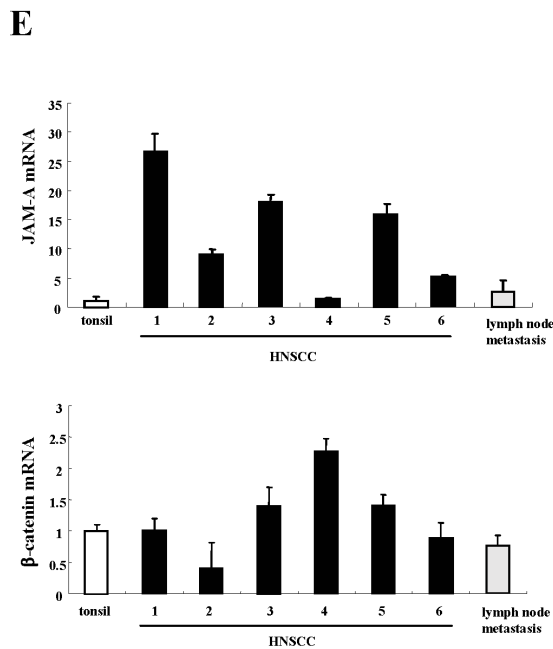 E
JAM-A mRNA
35
30
25
20
15
10
5
0
tonsil 1 2 3 4 5 6 lymph node
metastasis
HNSCC
β-catenin mRNA
3
2.5
2
1.5
1
0.5
0
tonsil 1 2 3 4 5 6 lymph node
metastasis
HNSCC